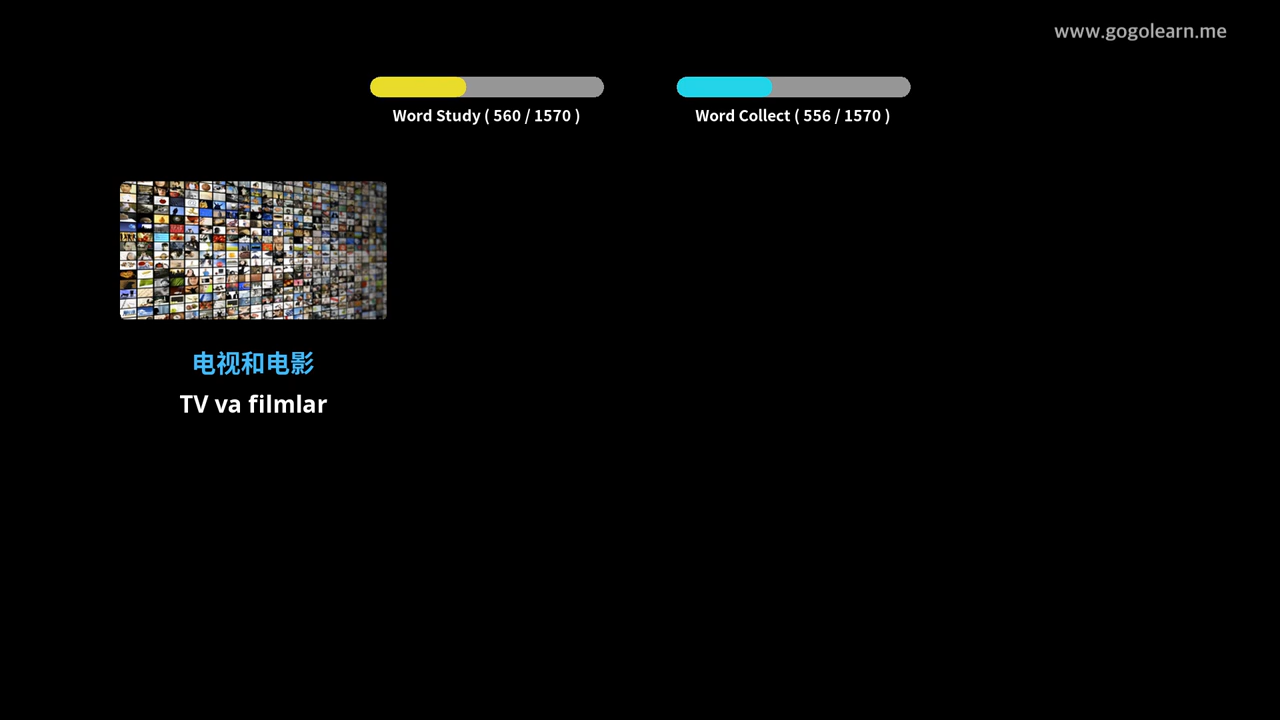 www.gogolearn.me
Word Study ( 560 / 1570 )
Word Collect ( 556 / 1570 )
电视和电影
TV va filmlar